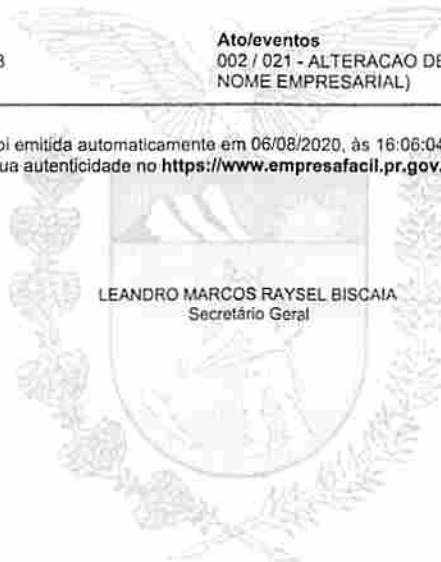 Ato/eventos
002 / 021 - ALTERACAO DE
NOME EMPRESARIAL)
oi emitida automaticamente em 06/08/2020, às 16:06:04
ua autenticidade no https://www.empresafacil.pr.gov.
LEANDRO MARCOS RAYSEL BISCAIA
Secretário Geral